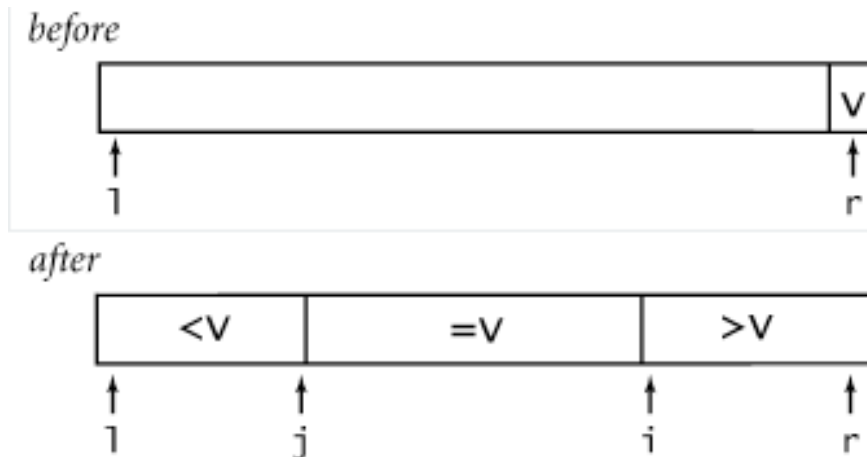 before
v
l r
after
<v =v >v
l j i r